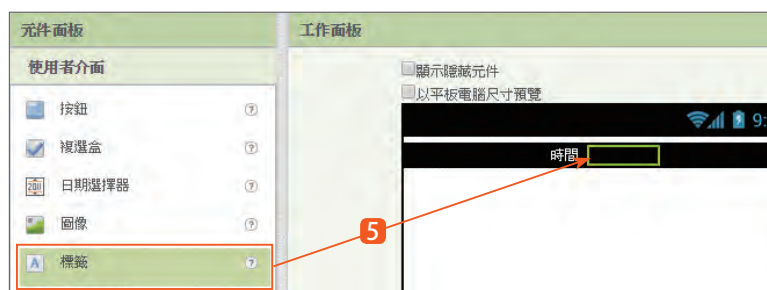 元件面板
使用者介面
按鈕
複選盒
2011 日期選擇器
圖像
A 標籤
工作面板
顯示隱藏元件
以平板電腦尺寸預覽
9:
時間
5